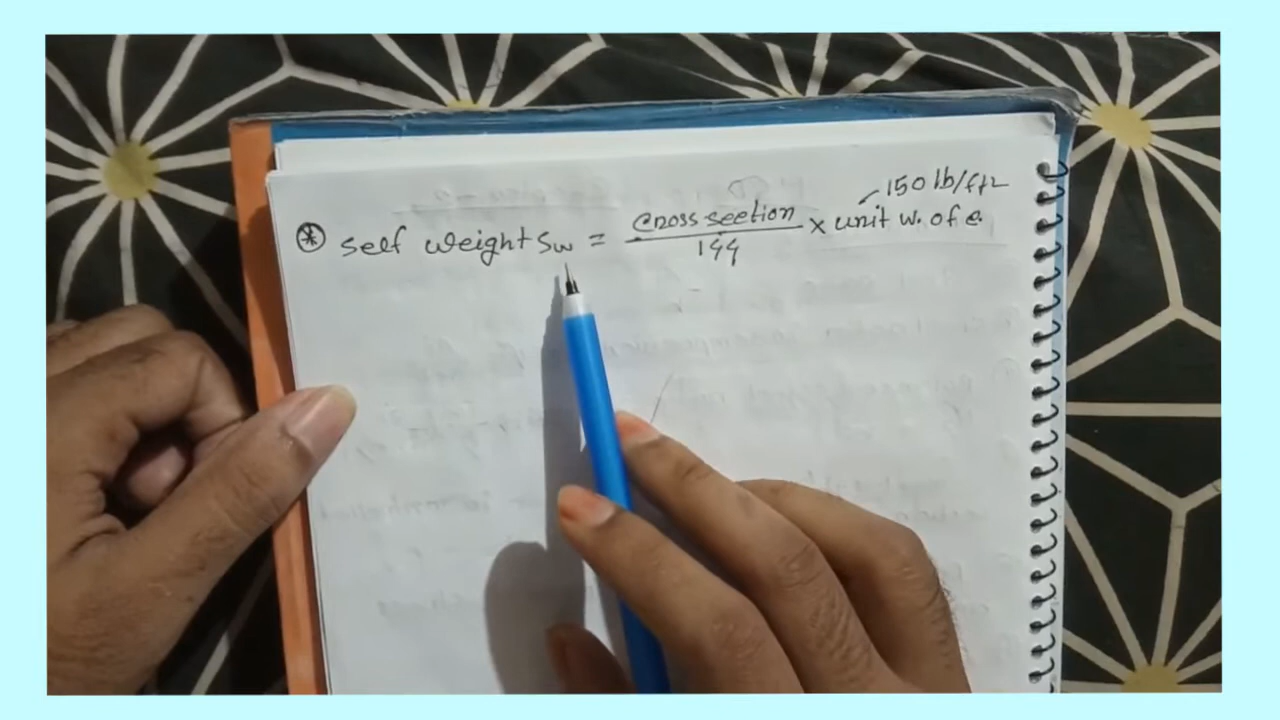 150 lb/ft2
⊛ self weight Sw = cross section / 144 × unit w. of c.